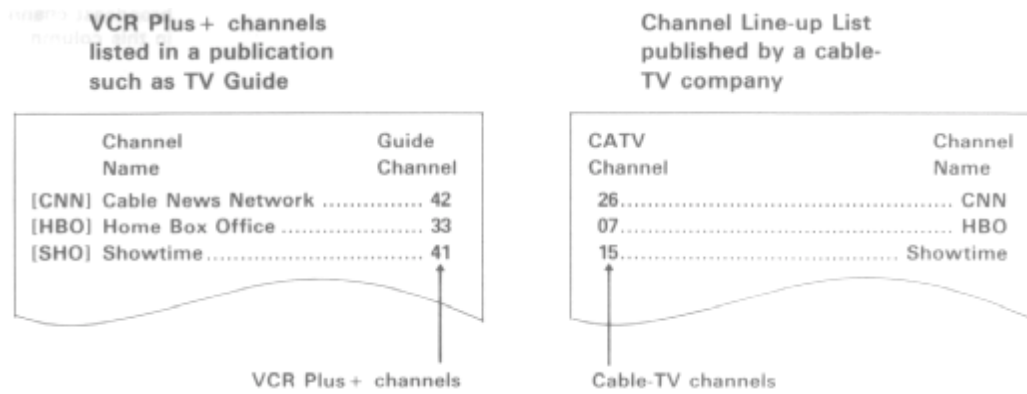 VCR Plus+ channels
listed in a publication
such as TV Guide
Channel Guide
Name Channel
[CNN] Cable News Network ............... 42
[HBO] Home Box Office .................... 33
[SHO] Showtime.............................. 41
VCR Plus+ channels
Channel Line-up List
published by a cable-
TV company
CATV Channel
Channel Name
26.............................................. CNN
07.............................................. HBO
15...................................... Showtime
Cable-TV channels